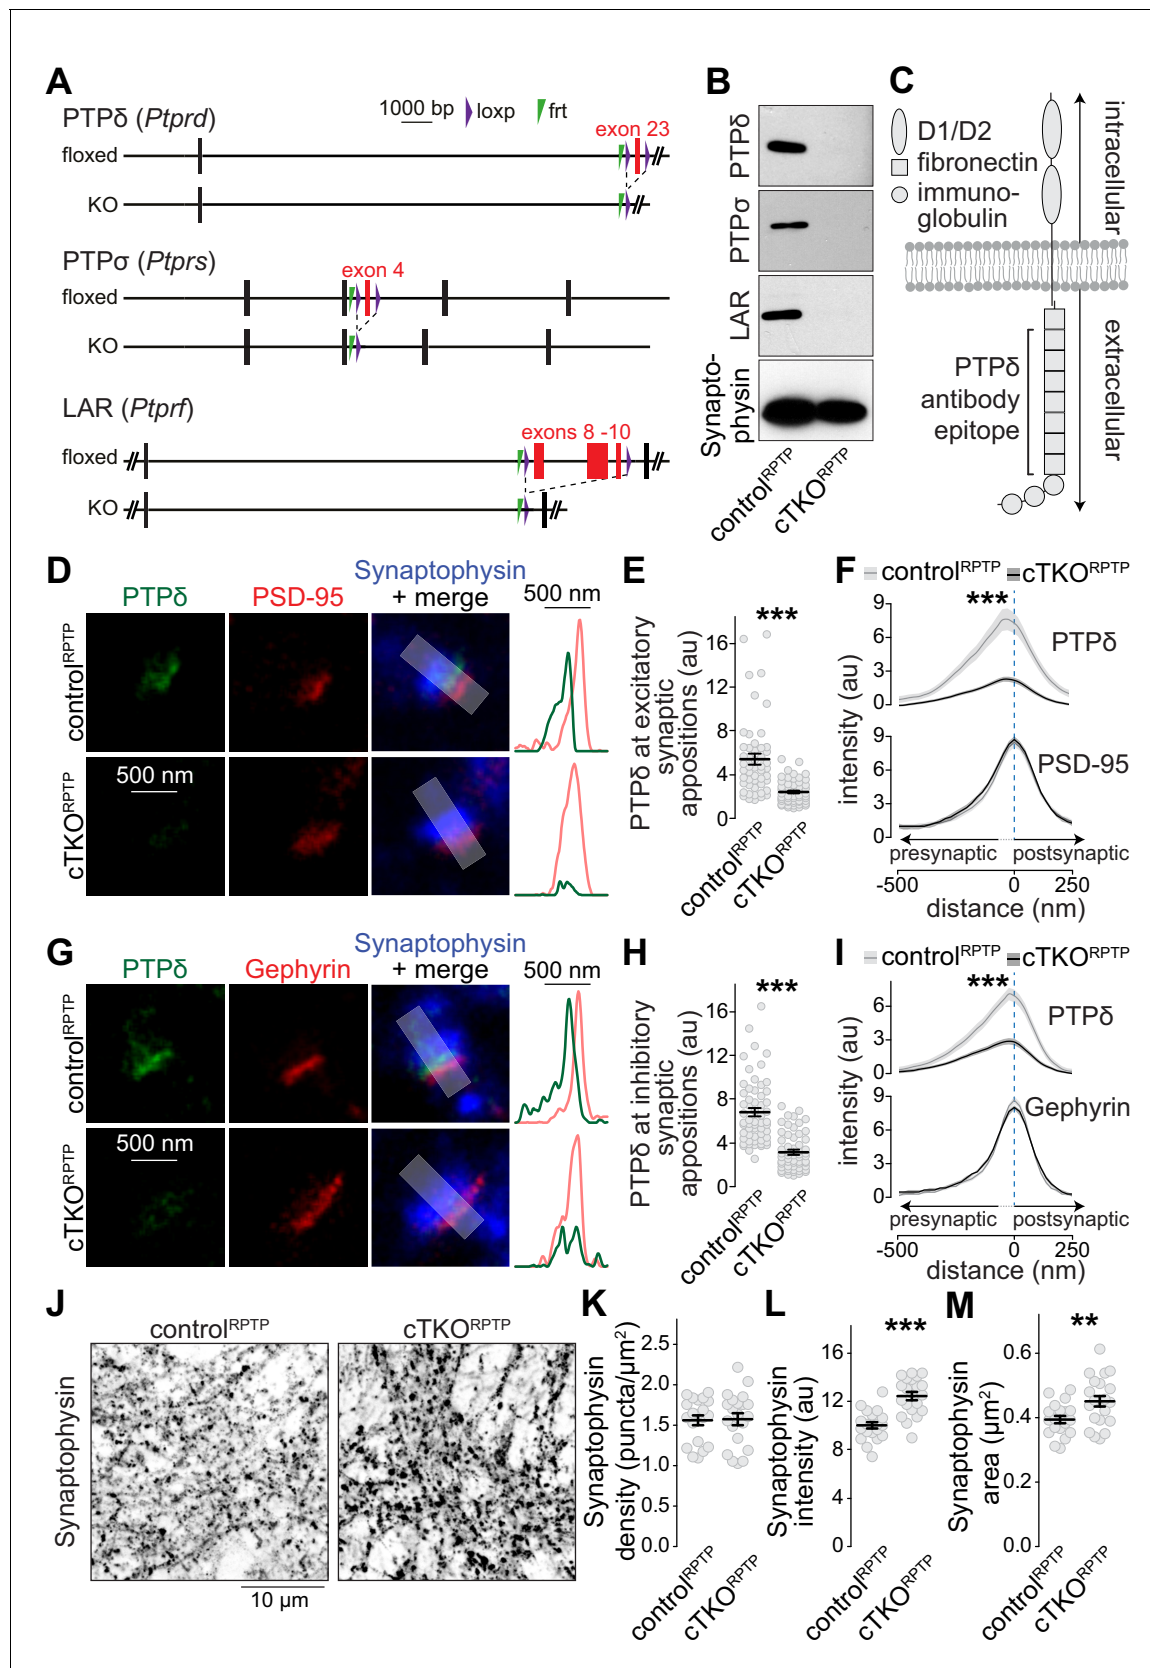 A
1000 bp
loxp
frt
PTPδ (Ptprd)
exon 23
floxed
KO
PTPσ (Ptprs)
exon 4
floxed
KO
LAR (Ptprf)
exons 8 -10
floxed
KO
B
PTPδ
PTPσ
LAR
Synapto-
physin
controlRPTP
cTKORPTP
C
D1/D2
fibronectin
immuno-
globulin
intracellular
extracellular
PTPδ
antibody
epitope
D
PTPδ
PSD-95
Synaptophysin
+ merge
500 nm
controlRPTP
cTKORPTP
500 nm
E
***
PTPδ at excitatory
synaptic
appositions (au)
16
12
8
4
0
controlRPTP
cTKORPTP
F
controlRPTP
cTKORPTP
***
9
6
3
0
PTPδ
intensity (au)
9
6
3
0
PSD-95
presynaptic
postsynaptic
-500
0
250
distance (nm)
G
PTPδ
Gephyrin
Synaptophysin
+ merge
500 nm
controlRPTP
cTKORPTP
500 nm
H
***
PTPδ at inhibitory
synaptic
appositions (au)
16
12
8
4
0
controlRPTP
cTKORPTP
I
controlRPTP
cTKORPTP
***
6
3
0
PTPδ
intensity (au)
9
6
3
0
Gephyrin
presynaptic
postsynaptic
-500
0
250
distance (nm)
J
controlRPTP
cTKORPTP
Synaptophysin
10 µm
K
Synaptophysin
density (puncta/µm2)
2.5
2.0
1.5
1.0
0.5
0.0
controlRPTP
cTKORPTP
L
***
Synaptophysin
intensity (au)
16
12
8
4
0
controlRPTP
cTKORPTP
M
**
Synaptophysin
area (µm2)
0.6
0.4
0.2
0.0
controlRPTP
cTKORPTP